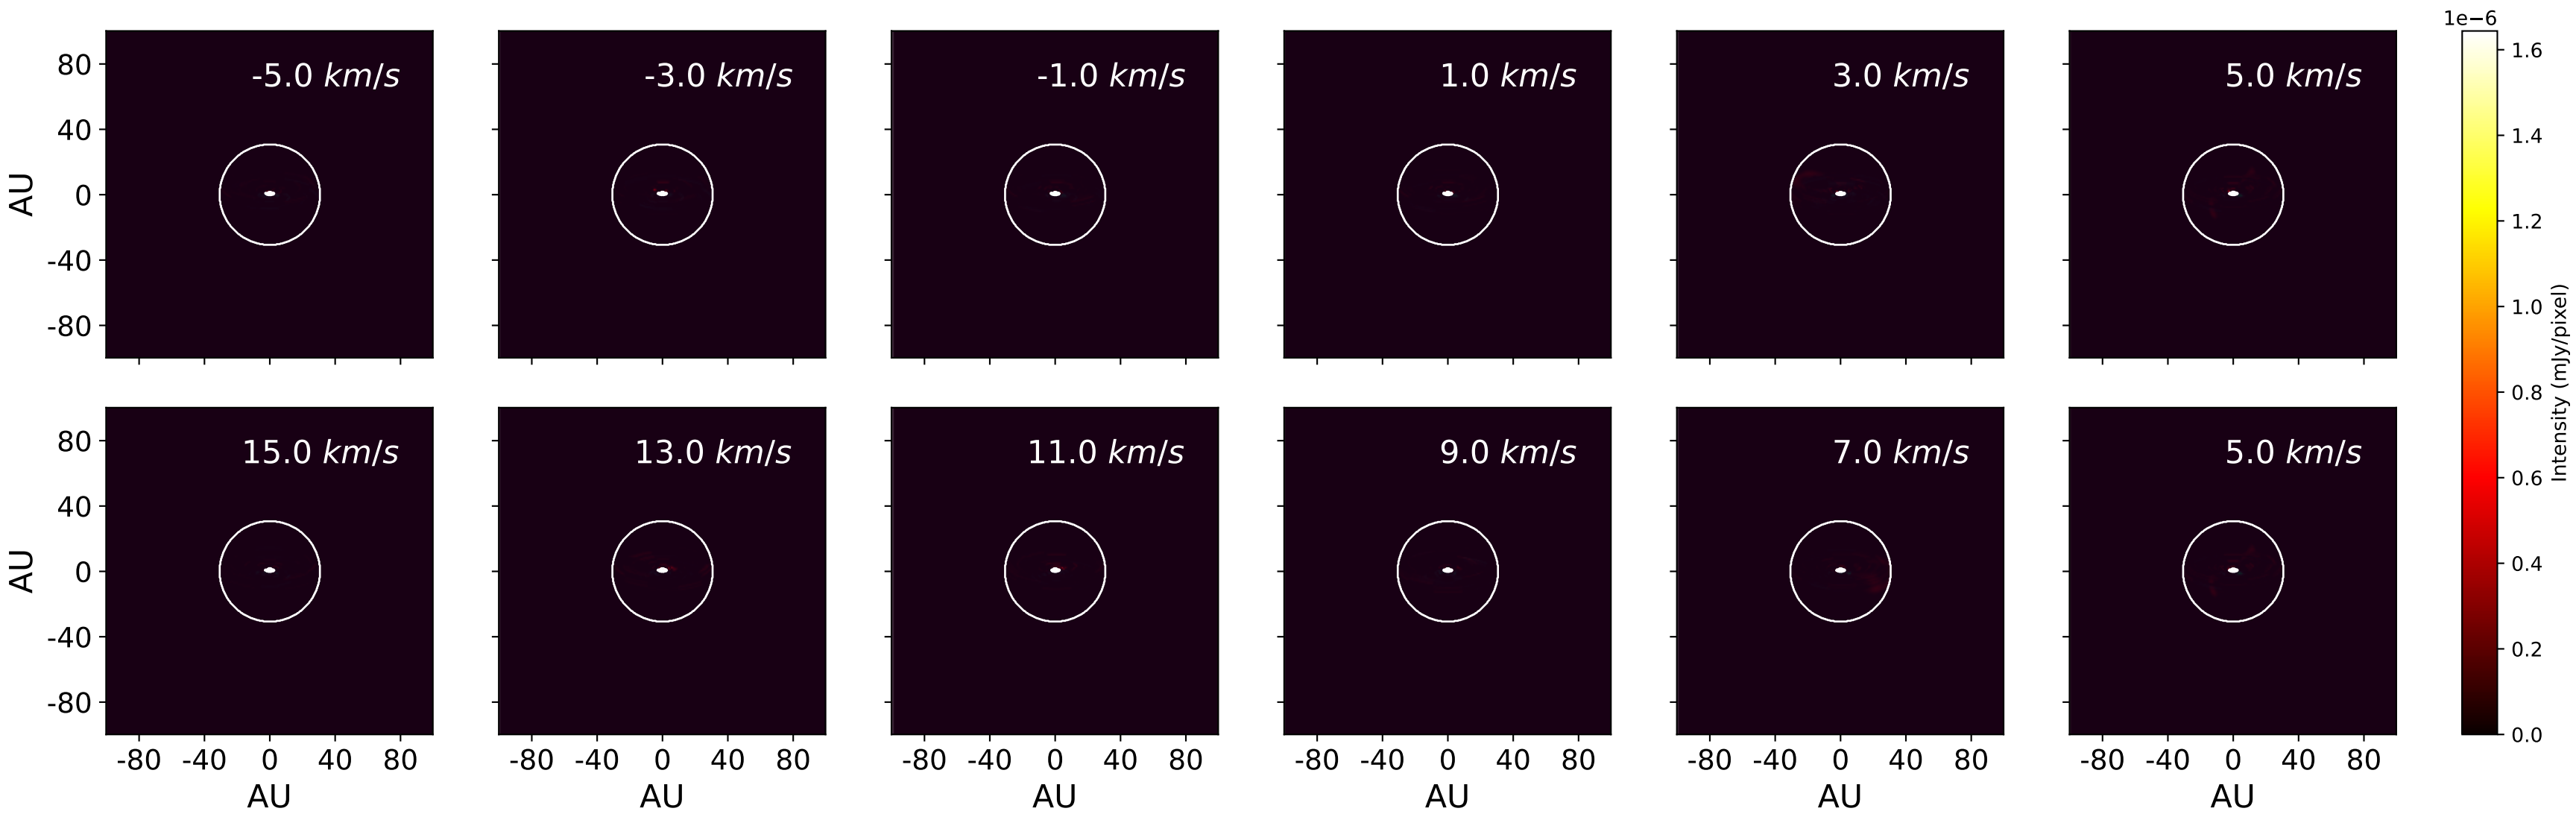 1e−6
-5.0 km/s
-3.0 km/s
-1.0 km/s
1.0 km/s
3.0 km/s
5.0 km/s
80
40
0
-40
-80
AU
15.0 km/s
13.0 km/s
11.0 km/s
9.0 km/s
7.0 km/s
5.0 km/s
80
40
0
-40
-80
AU
-80 -40 0 40 80
-80 -40 0 40 80
-80 -40 0 40 80
-80 -40 0 40 80
-80 -40 0 40 80
-80 -40 0 40 80
AU
AU
AU
AU
AU
AU
1.6
1.4
1.2
1.0
0.8
0.6
0.4
0.2
0.0
Intensity (mJy/pixel)